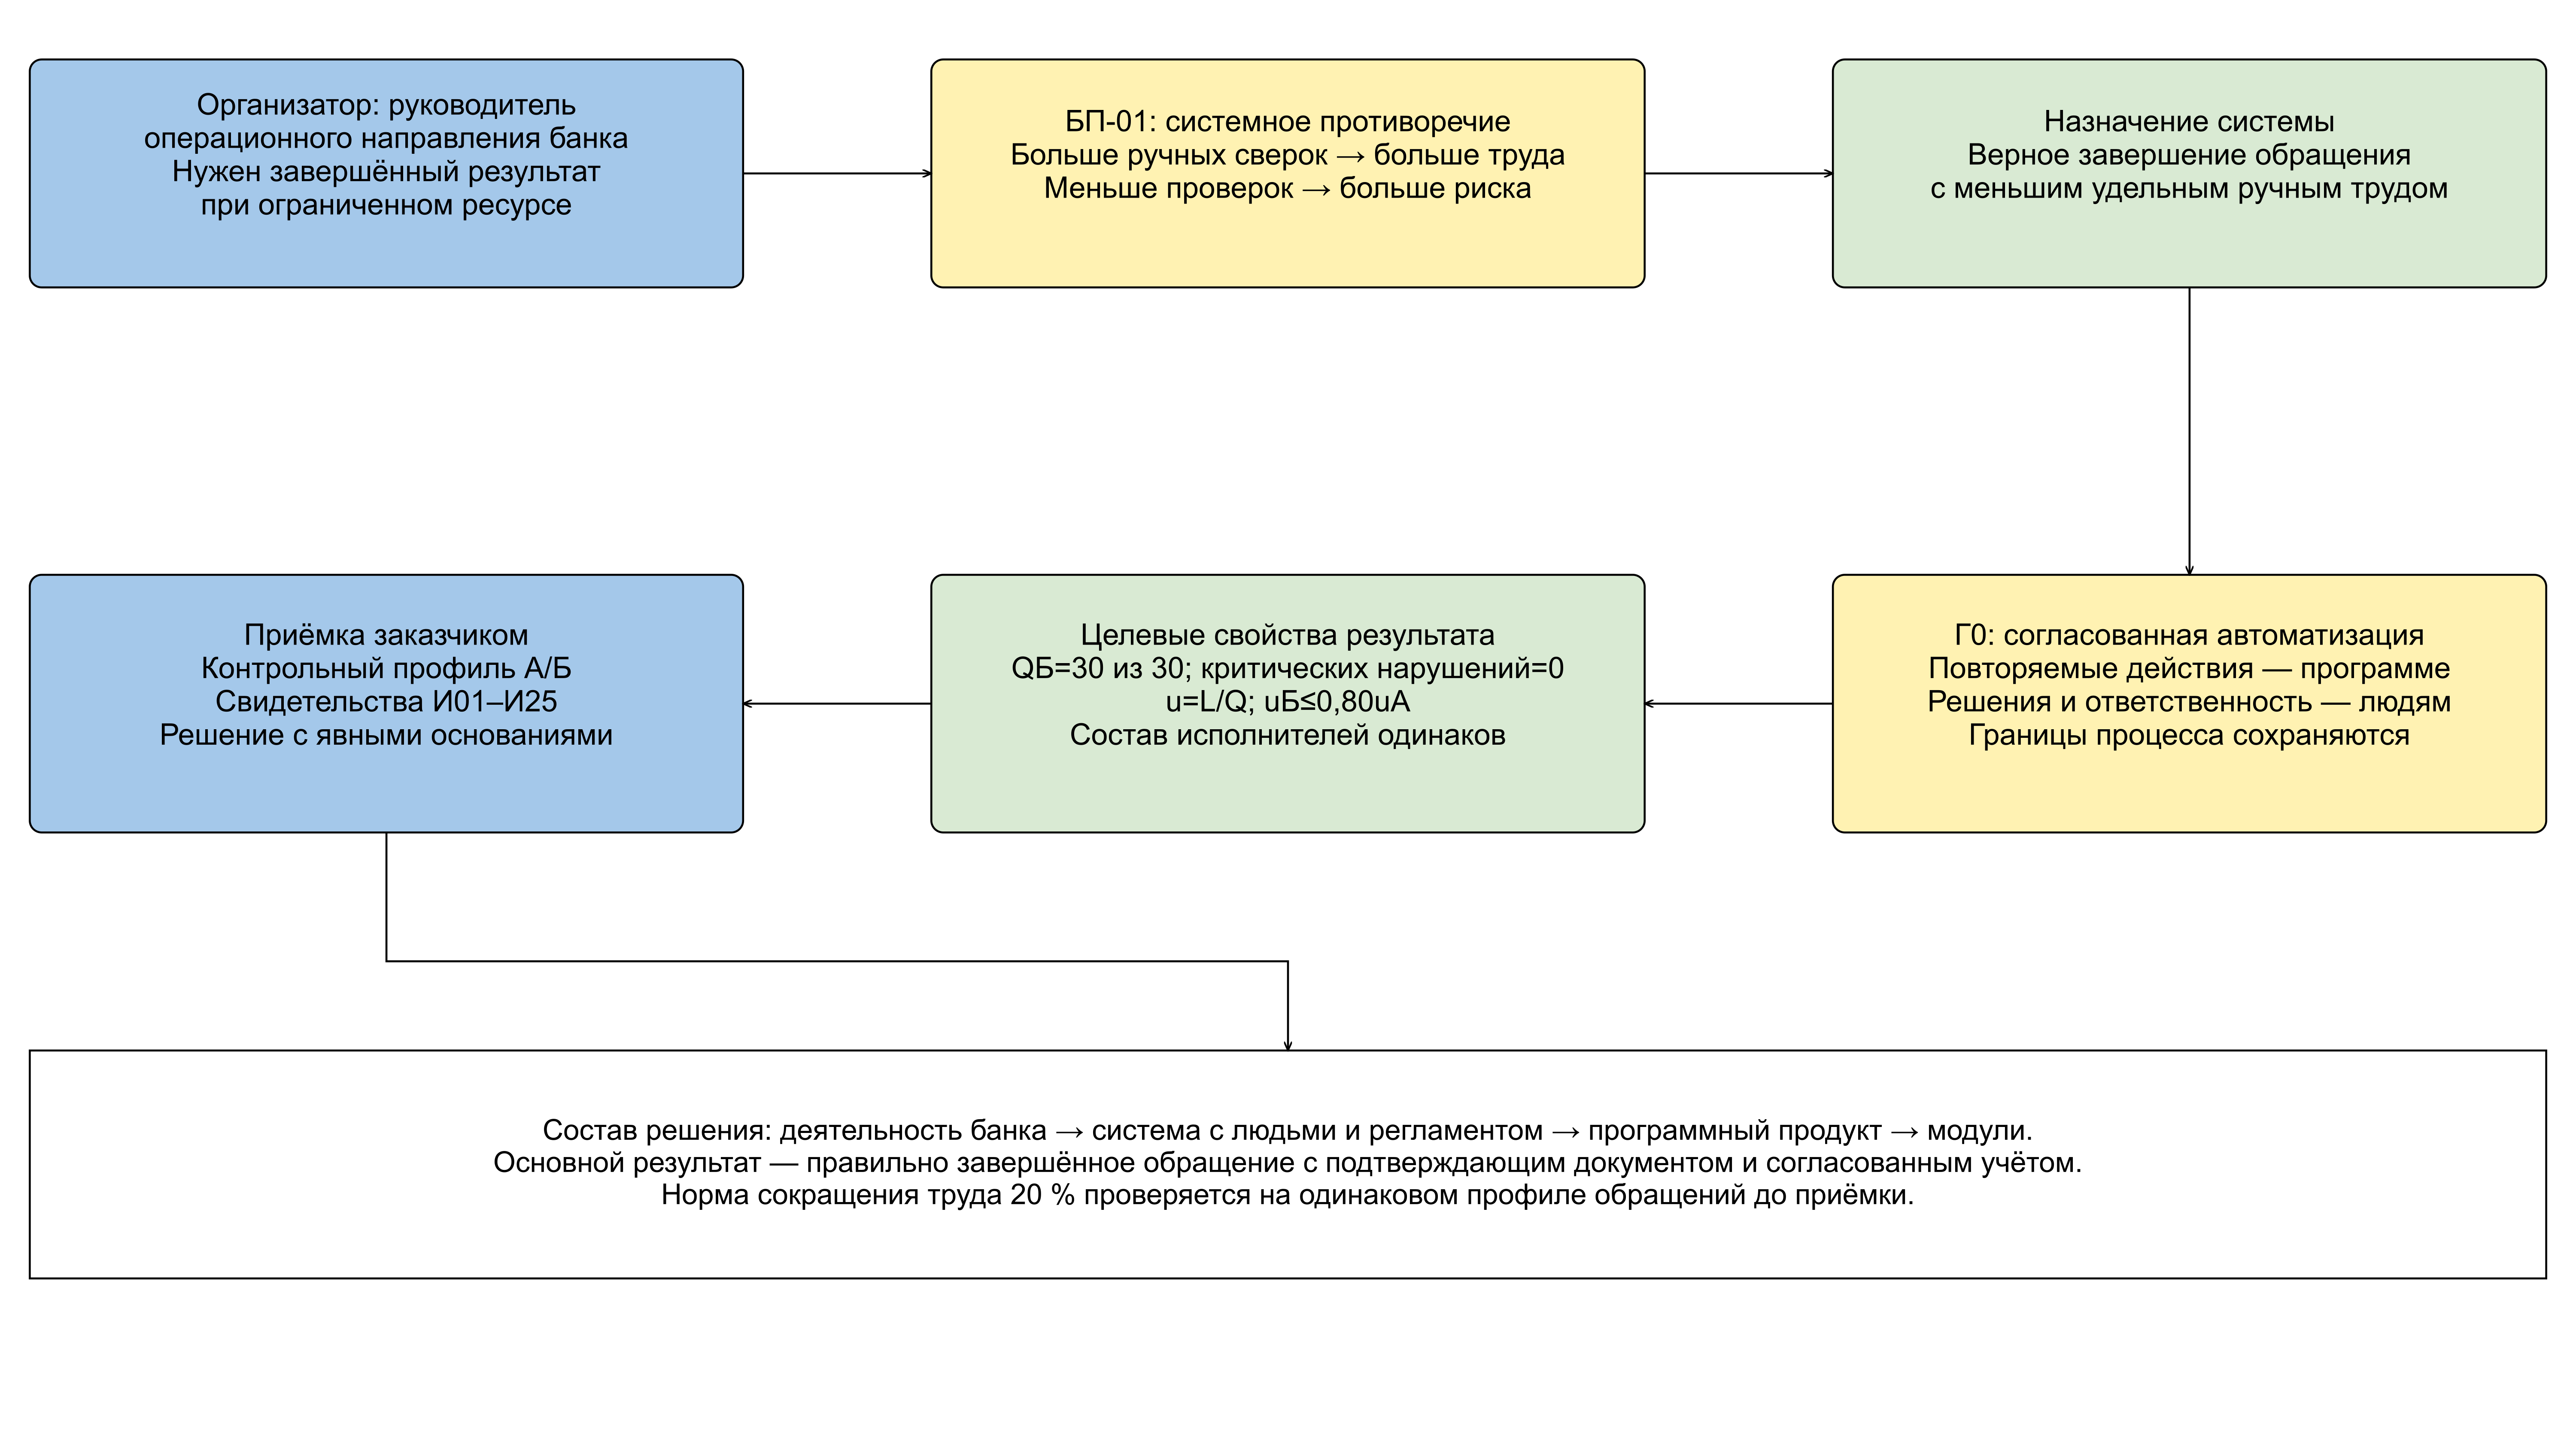 Организатор: руководитель
операционного направления банка
Нужен завершённый результат
при ограниченном ресурсе
БП-01: системное противоречие
Больше ручных сверок → больше труда
Меньше проверок → больше риска
Назначение системы
Верное завершение обращения
с меньшим удельным ручным трудом
Приёмка заказчиком
Контрольный профиль А/Б
Свидетельства И01–И25
Решение с явными основаниями
Целевые свойства результата
QБ=30 из 30; критических нарушений=0
u=L/Q; uБ≤0,80uА
Состав исполнителей одинаков
Г0: согласованная автоматизация
Повторяемые действия — программе
Решения и ответственность — людям
Границы процесса сохраняются
Состав решения: деятельность банка → система с людьми и регламентом → программный продукт → модули.
Основной результат — правильно завершённое обращение с подтверждающим документом и согласованным учётом.
Норма сокращения труда 20 % проверяется на одинаковом профиле обращений до приёмки.